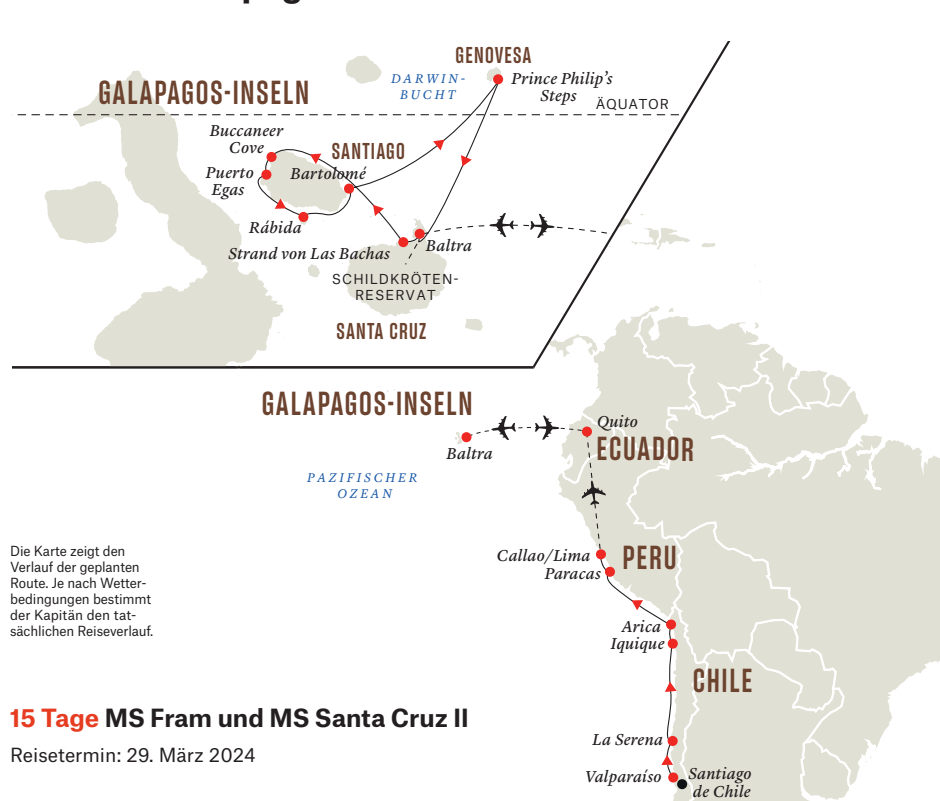 GENOVESA
DARWIN-
BUCHT
Prince Philip's
Steps
ÄQUATOR
GALAPAGOS-INSELN
Buccaneer
Cove
SANTIAGO
Bartolomé
Puerto
Egas
Rábida
Strand von Las Bachas
Baltra
SCHILDKRÖTEN-
RESERVAT
SANTA CRUZ
GALAPAGOS-INSELN
Baltra
Quito
ECUADOR
PAZIFISCHER
OZEAN
Callao/Lima
Paracas
PERU
Arica
Iquique
CHILE
La Serena
Valparaíso
Santiago
de Chile
Die Karte zeigt den
Verlauf der geplanten
Route. Je nach Wetter-
bedingungen bestimmt
der Kapitän den tat-
sächlichen Reiseverlauf.
15 Tage MS Fram und MS Santa Cruz II
Reisetermin: 29. März 2024